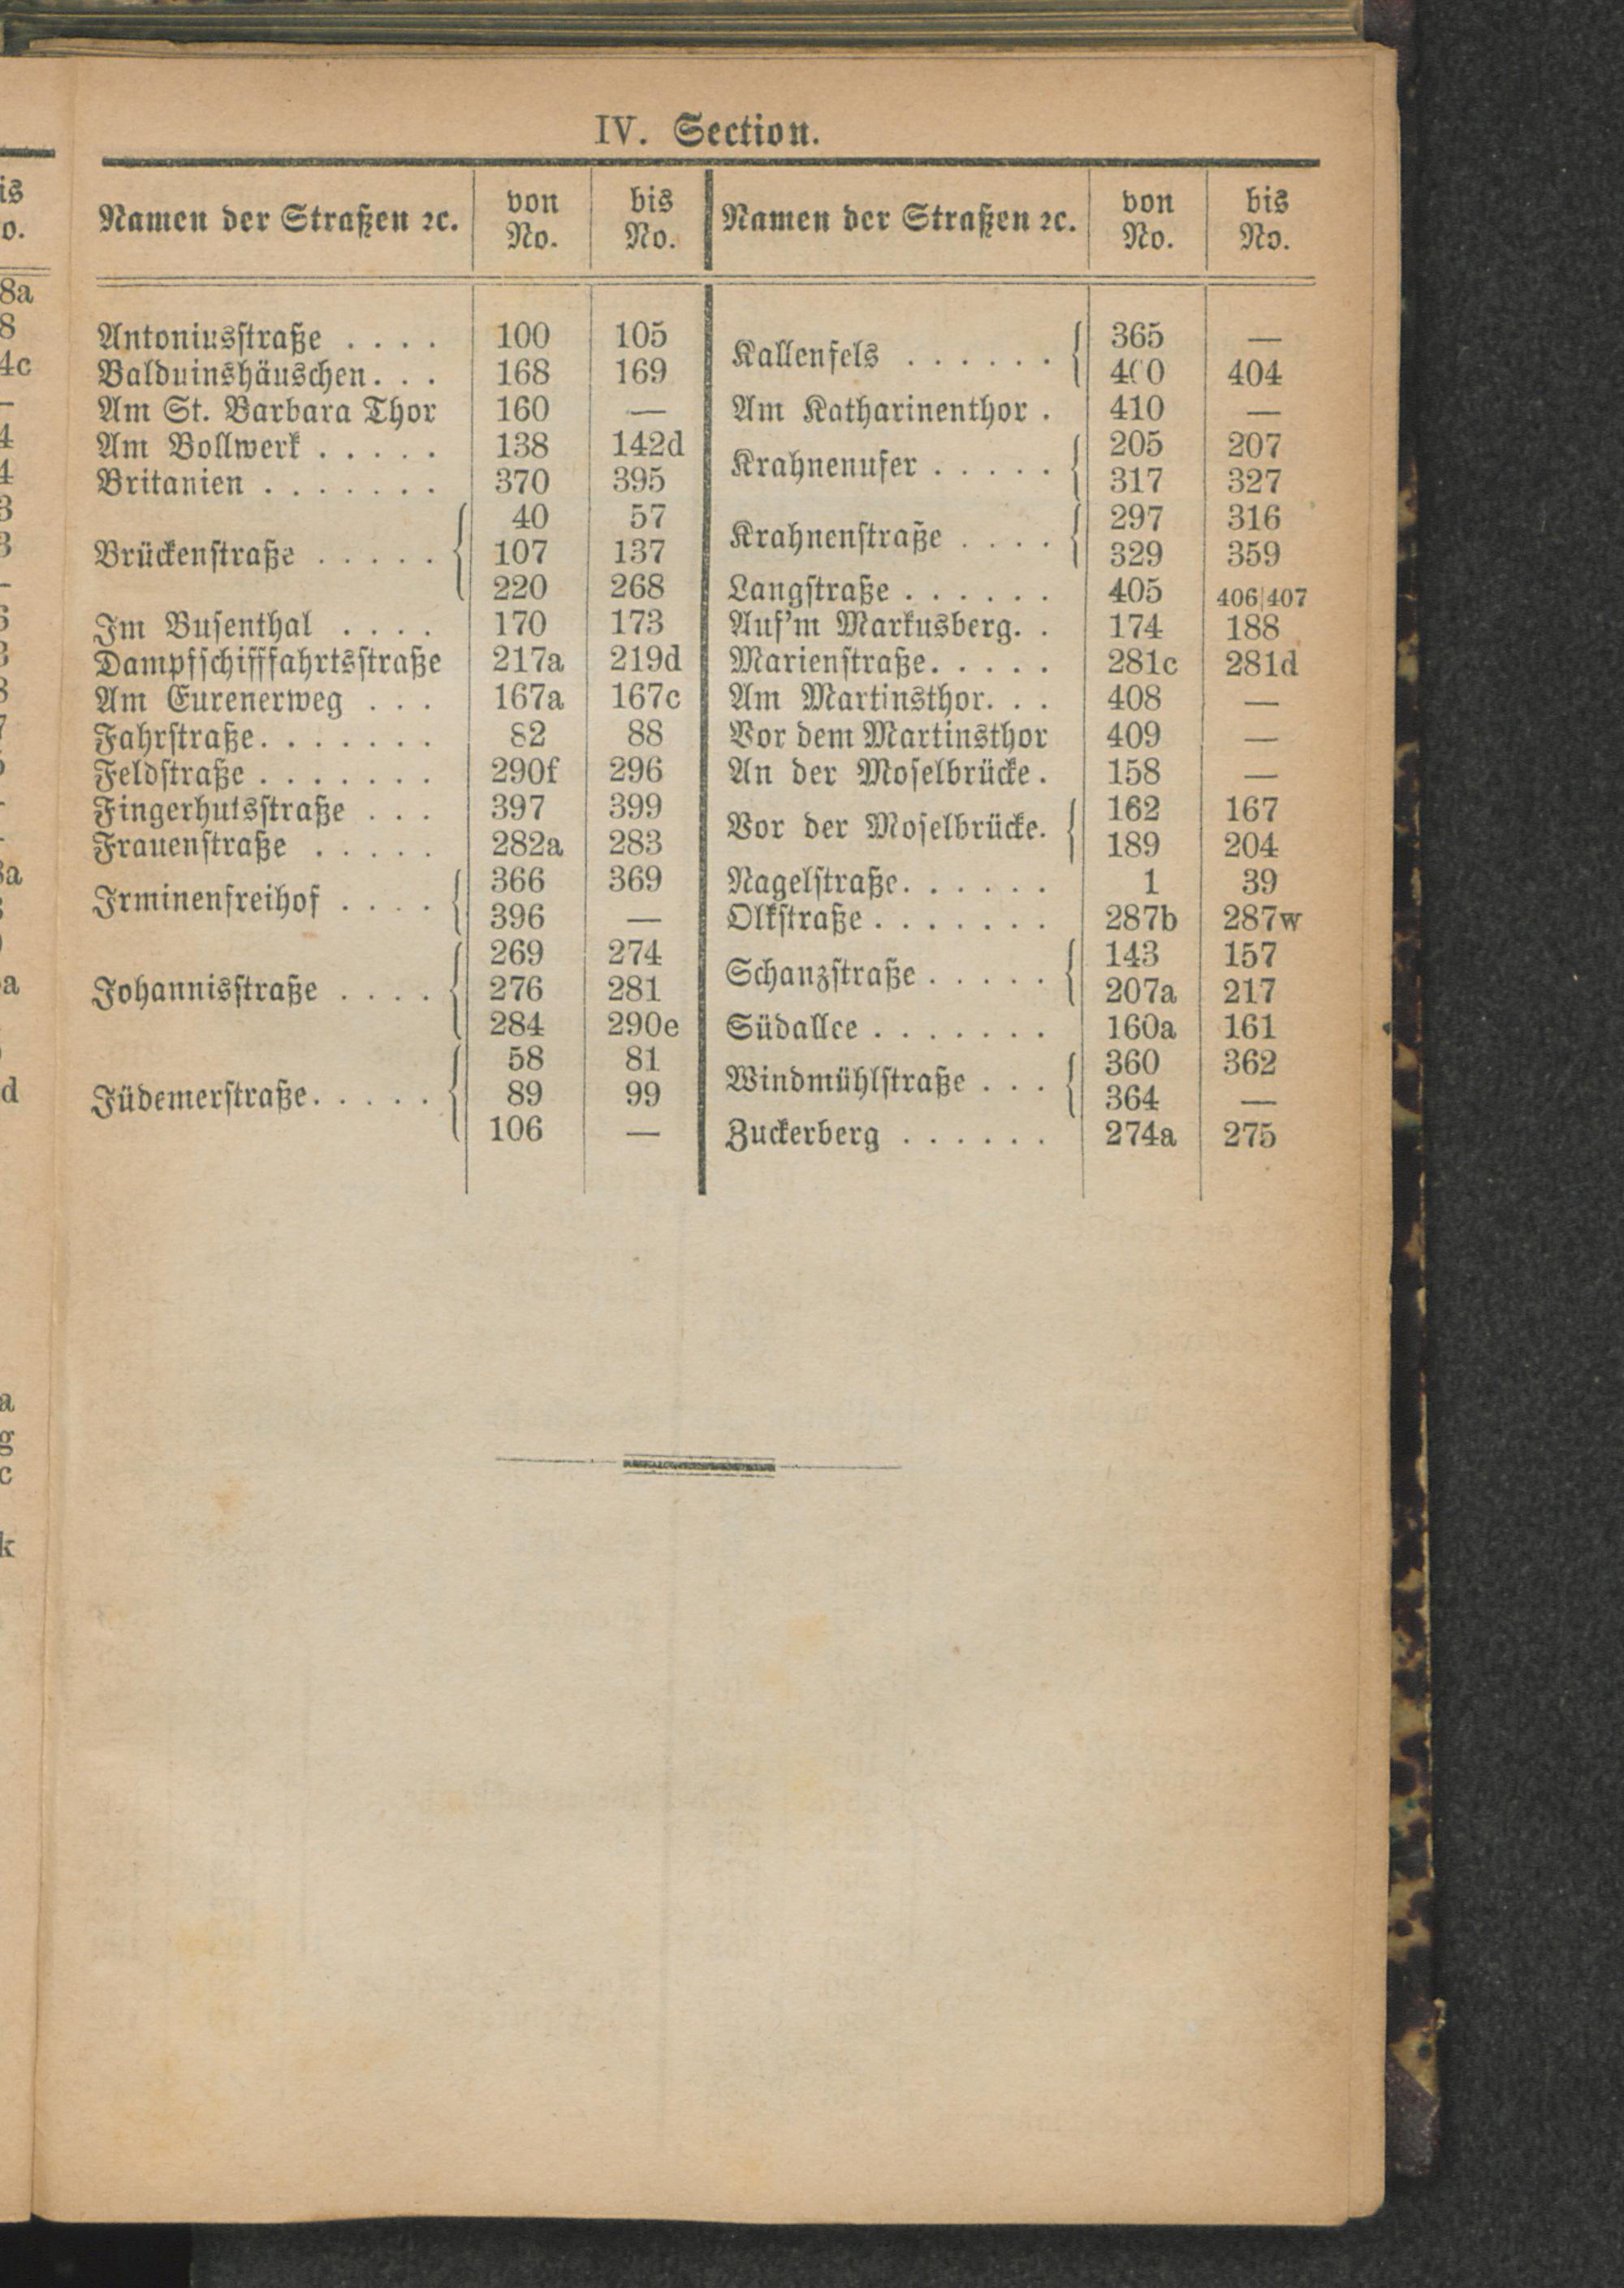 IV. Section.
Namen der Straßen ꝛc. von No. bis No.
Antoniusstraße . . . . 100 105
Balduinshäuschen. . . 168 169
Am St. Barbara Thor 160 —
Am Bollwerk . . . . . 138 142d
Britanien . . . . . . . 370 395
Brückenstraße . . . . . 40 57
107 137
220 268
Im Busenthal . . . . 170 173
Dampfschifffahrtsstraße 217a 219d
Am Eurenerweg . . . 167a 167c
Fahrstraße. . . . . . . 82 88
Feldstraße . . . . . . . 290f 296
Fingerhutsstraße . . . 397 399
Frauenstraße . . . . . 282a 283
Irminenfreihof . . . . 366 369
396 —
Johannisstraße . . . . 269 274
276 281
284 290e
Jüdemerstraße. . . . . 58 81
89 99
106 —
Namen der Straßen ꝛc. von No. bis No.
Kallenfels . . . . . . 365 —
400 404
Am Katharinenthor . 410 —
Krahnenufer . . . . . 205 207
317 327
Krahnenstraße . . . . 297 316
329 359
Langstraße . . . . . . 405 406|407
Auf'm Markusberg. . 174 188
Marienstraße. . . . . 281c 281d
Am Martinsthor. . . 408 —
Vor dem Martinsthor 409 —
An der Moselbrücke . 158 —
Vor der Moselbrücke. 162 167
189 204
Nagelstraße. . . . . . 1 39
Olkstraße . . . . . . . 287b 287w
Schanzstraße . . . . . 143 157
207a 217
Südallee . . . . . . . 160a 161
Windmühlstraße . . . 360 362
364 —
Zuckerberg . . . . . . 274a 275